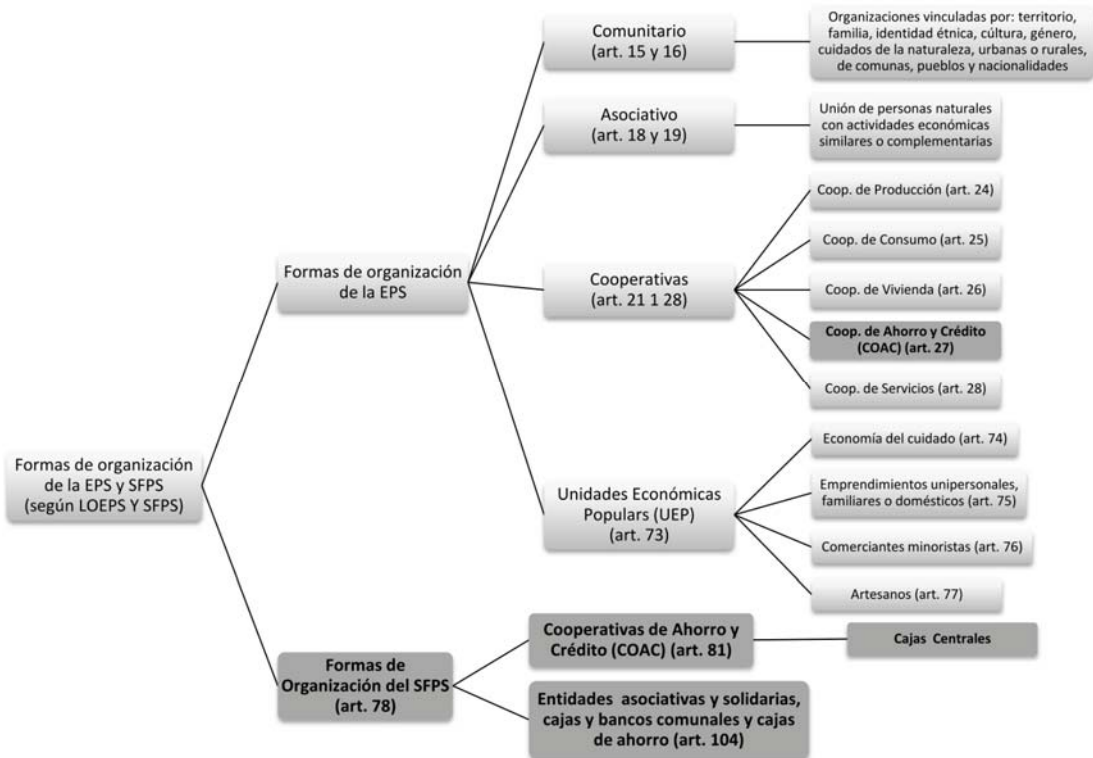 Formas de organización
de la EPS y SFPS
(según LOEPS Y SFPS)
Formas de organización
de la EPS
Comunitario
(art. 15 y 16)
Organizaciones vinculadas por: territorio,
familia, identidad étnica, cúltura, género,
cuidados de la naturaleza, urbanas o rurales,
de comunas, pueblos y nacionalidades
Asociativo
(art. 18 y 19)
Unión de personas naturales
con actividades económicas
similares o complementarias
Cooperativas
(art. 21 1 28)
Coop. de Producción (art. 24)
Coop. de Consumo (art. 25)
Coop. de Vivienda (art. 26)
Coop. de Ahorro y Crédito
(COAC) (art. 27)
Coop. de Servicios (art. 28)
Unidades Económicas
Populars (UEP)
(art. 73)
Economía del cuidado (art. 74)
Emprendimientos unipersonales,
familiares o domésticos (art. 75)
Comerciantes minoristas (art. 76)
Artesanos (art. 77)
Formas de
Organización del SFPS
(art. 78)
Cooperativas de Ahorro y
Crédito (COAC) (art. 81)
Cajas Centrales
Entidades asociativas y solidarias,
cajas y bancos comunales y cajas
de ahorro (art. 104)